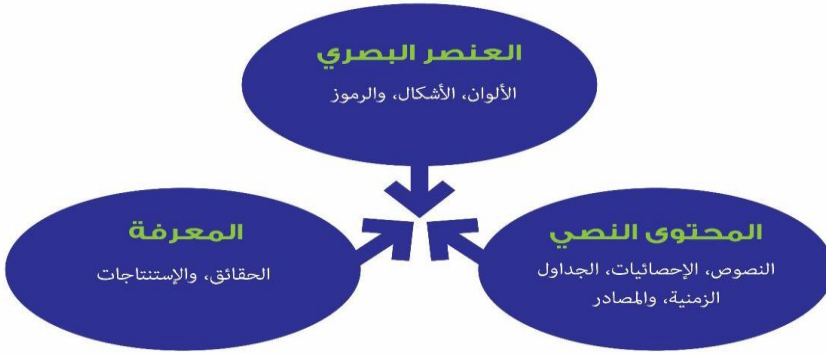 العنصر البصري
الألوان، الأشكال، والرموز
المحتوى النصي
النصوص، الإحصائيات، الجداول
الزمنية، والمصادر
المعرفة
الحقائق، والإستنتاجات